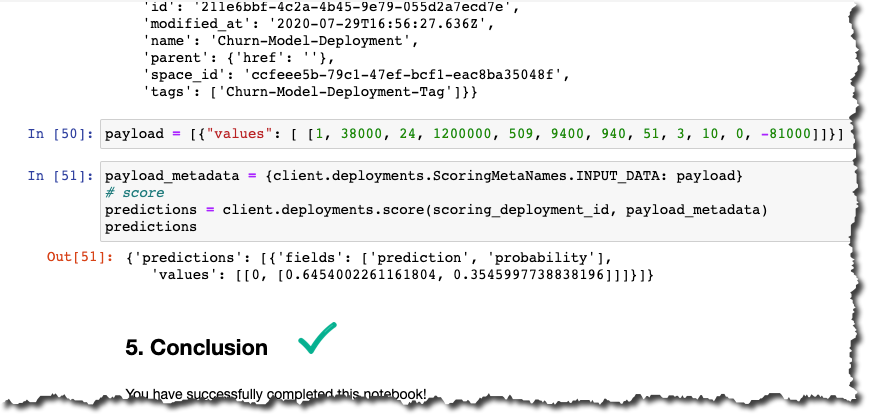 'id': '211e6bbf-4c2a-4b45-9e79-055d2a7ecd7e',
'modified_at': '2020-07-29T16:56:27.636Z',
'name': 'Churn-Model-Deployment',
'parent': {'href': ''},
'space_id': 'ccfeee5b-79c1-47ef-bcf1-eac8ba35048f',
'tags': ['Churn-Model-Deployment-Tag']}}
In [50]: payload = [{"values": [ [1, 38000, 24, 1200000, 509, 9400, 940, 51, 3, 10, 0, -81000]]}]
In [51]: payload_metadata = {client.deployments.ScoringMetaNames.INPUT_DATA: payload}
# score
predictions = client.deployments.score(scoring_deployment_id, payload_metadata)
predictions
Out[51]: {'predictions': [{'fields': ['prediction', 'probability'],
'values': [[0, [0.6454002261161804, 0.3545997738838196]]]}]}
5. Conclusion
You have successfully completed this notebook!